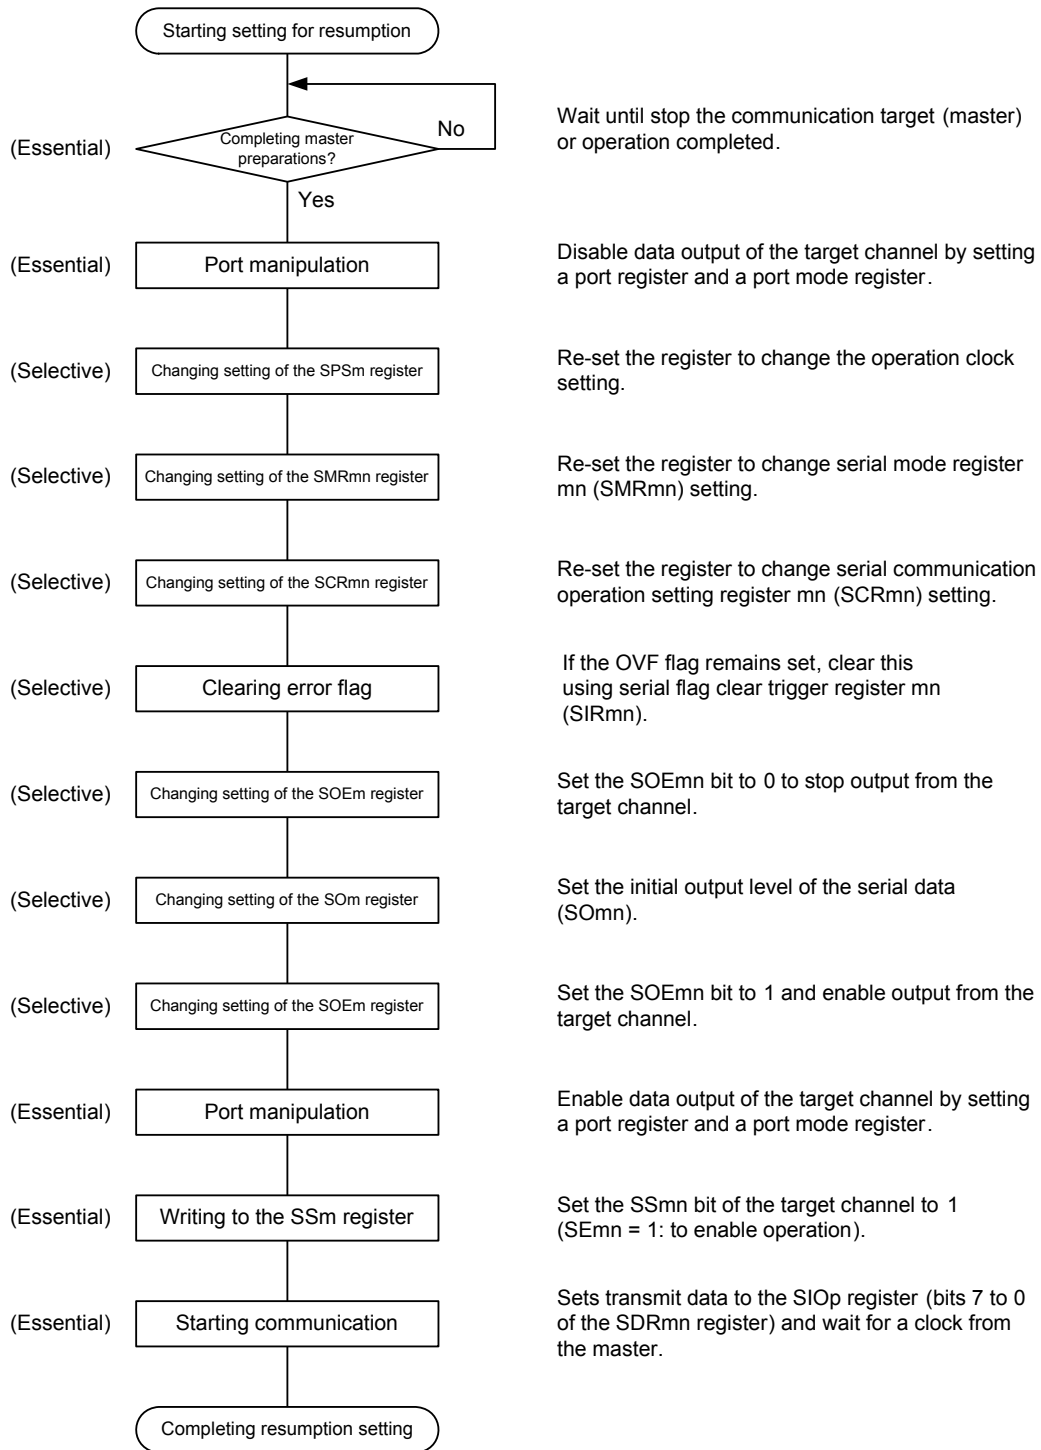 Starting setting for resumption
(Essential)
Completing master
preparations?
No
Wait until stop the communication target (master)
or operation completed.
Yes
(Essential)
Port manipulation
Disable data output of the target channel by setting
a port register and a port mode register.
(Selective)
Changing setting of the SPSm register
Re-set the register to change the operation clock
setting.
(Selective)
Changing setting of the SMRmn register
Re-set the register to change serial mode register
mn (SMRmn) setting.
(Selective)
Changing setting of the SCRmn register
Re-set the register to change serial communication
operation setting register mn (SCRmn) setting.
(Selective)
Clearing error flag
If the OVF flag remains set, clear this
using serial flag clear trigger register mn
(SIRmn).
(Selective)
Changing setting of the SOEm register
Set the SOEmn bit to 0 to stop output from the
target channel.
(Selective)
Changing setting of the SOm register
Set the initial output level of the serial data
(SOmn).
(Selective)
Changing setting of the SOEm register
Set the SOEmn bit to 1 and enable output from the
target channel.
(Essential)
Port manipulation
Enable data output of the target channel by setting
a port register and a port mode register.
(Essential)
Writing to the SSm register
Set the SSmn bit of the target channel to 1
(SEmn = 1: to enable operation).
(Essential)
Starting communication
Sets transmit data to the SIOp register (bits 7 to 0
of the SDRmn register) and wait for a clock from
the master.
Completing resumption setting